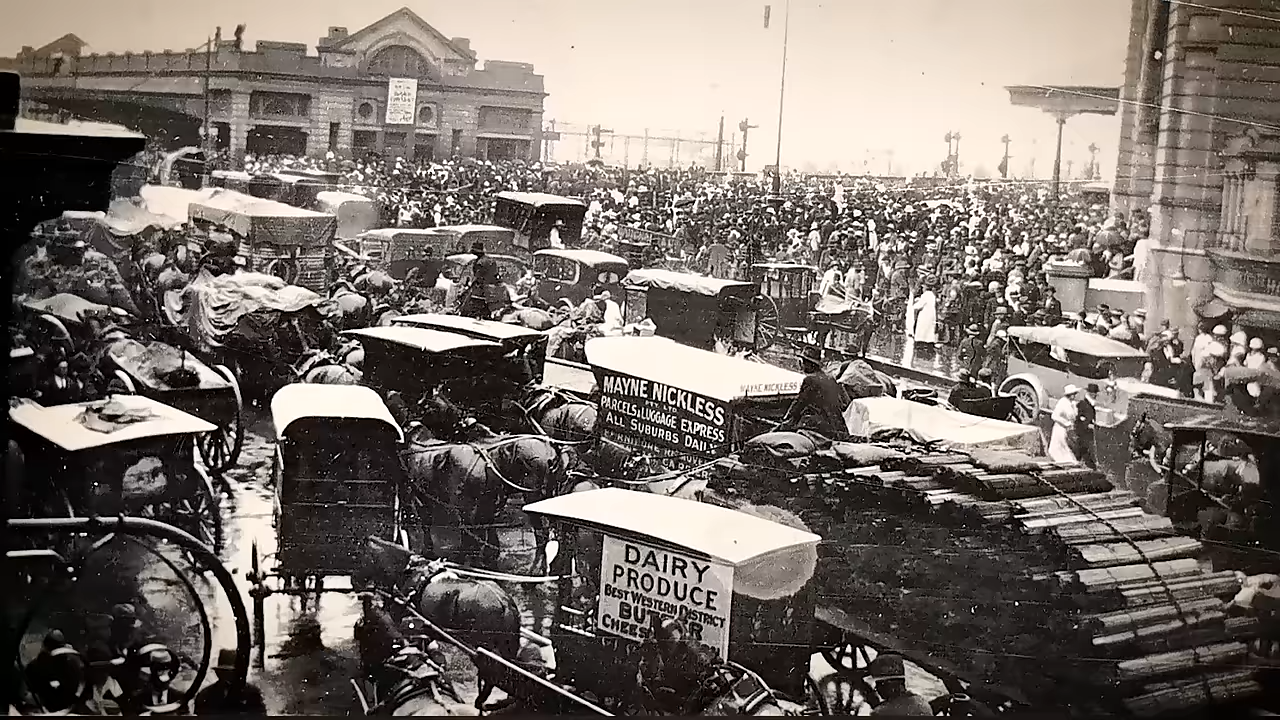 MAYNE NICKLESS
MAYNE NICKLESS
PARCELS & LUGGAGE EXPRESS
ALL SUBURBS DAILY
DAIRY
PRODUCE
BEST WESTERN DISTRICT
BUTTER
CHEESE